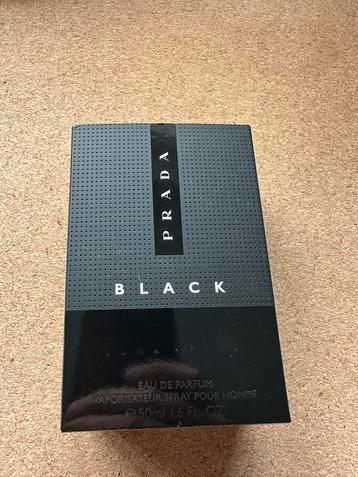 PRADA
BLACK
EAU DE PARFUM
VAPORISATEUR SPRAY POUR HOMME
℮50ml 1.6 FL. OZ.